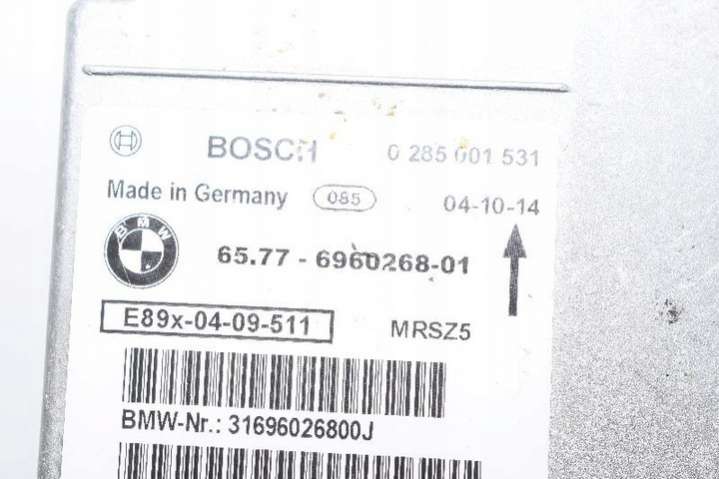 BOSCH 0 285 001 531
Made in Germany 085 04-10-14
BMW
65.77 - 6960268-01
E89x-04-09-511 MRSZ5
BMW-Nr.: 31696026800J